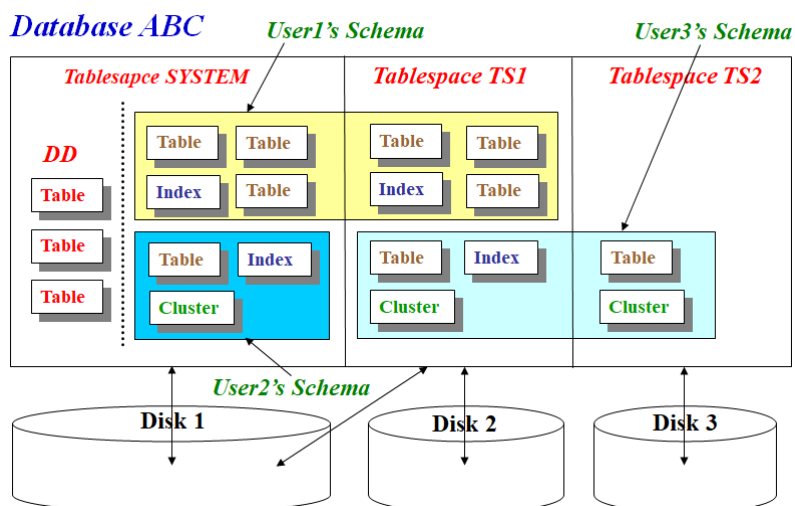 Database ABC
User1's Schema
User3's Schema
Tablesapce SYSTEM
Tablespace TS1
Tablespace TS2
DD
Table
Table
Table
Table
Table
Index
Table
Table
Table
Index
Table
Table
Index
Cluster
Table
Index
Cluster
Table
Cluster
User2's Schema
Disk 1
Disk 2
Disk 3